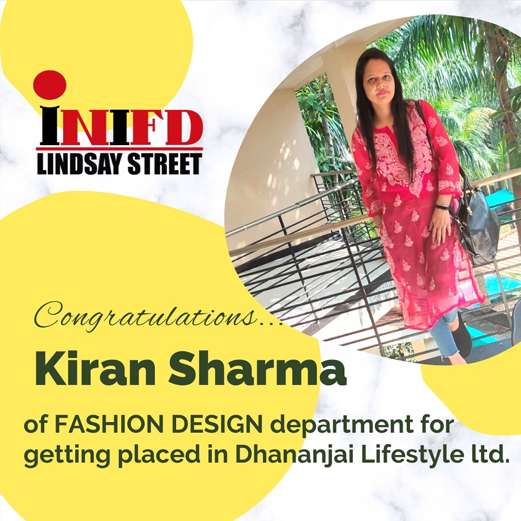 INIFD
LINDSAY STREET
Congratulations...
Kiran Sharma
of FASHION DESIGN department for
getting placed in Dhananjai Lifestyle ltd.